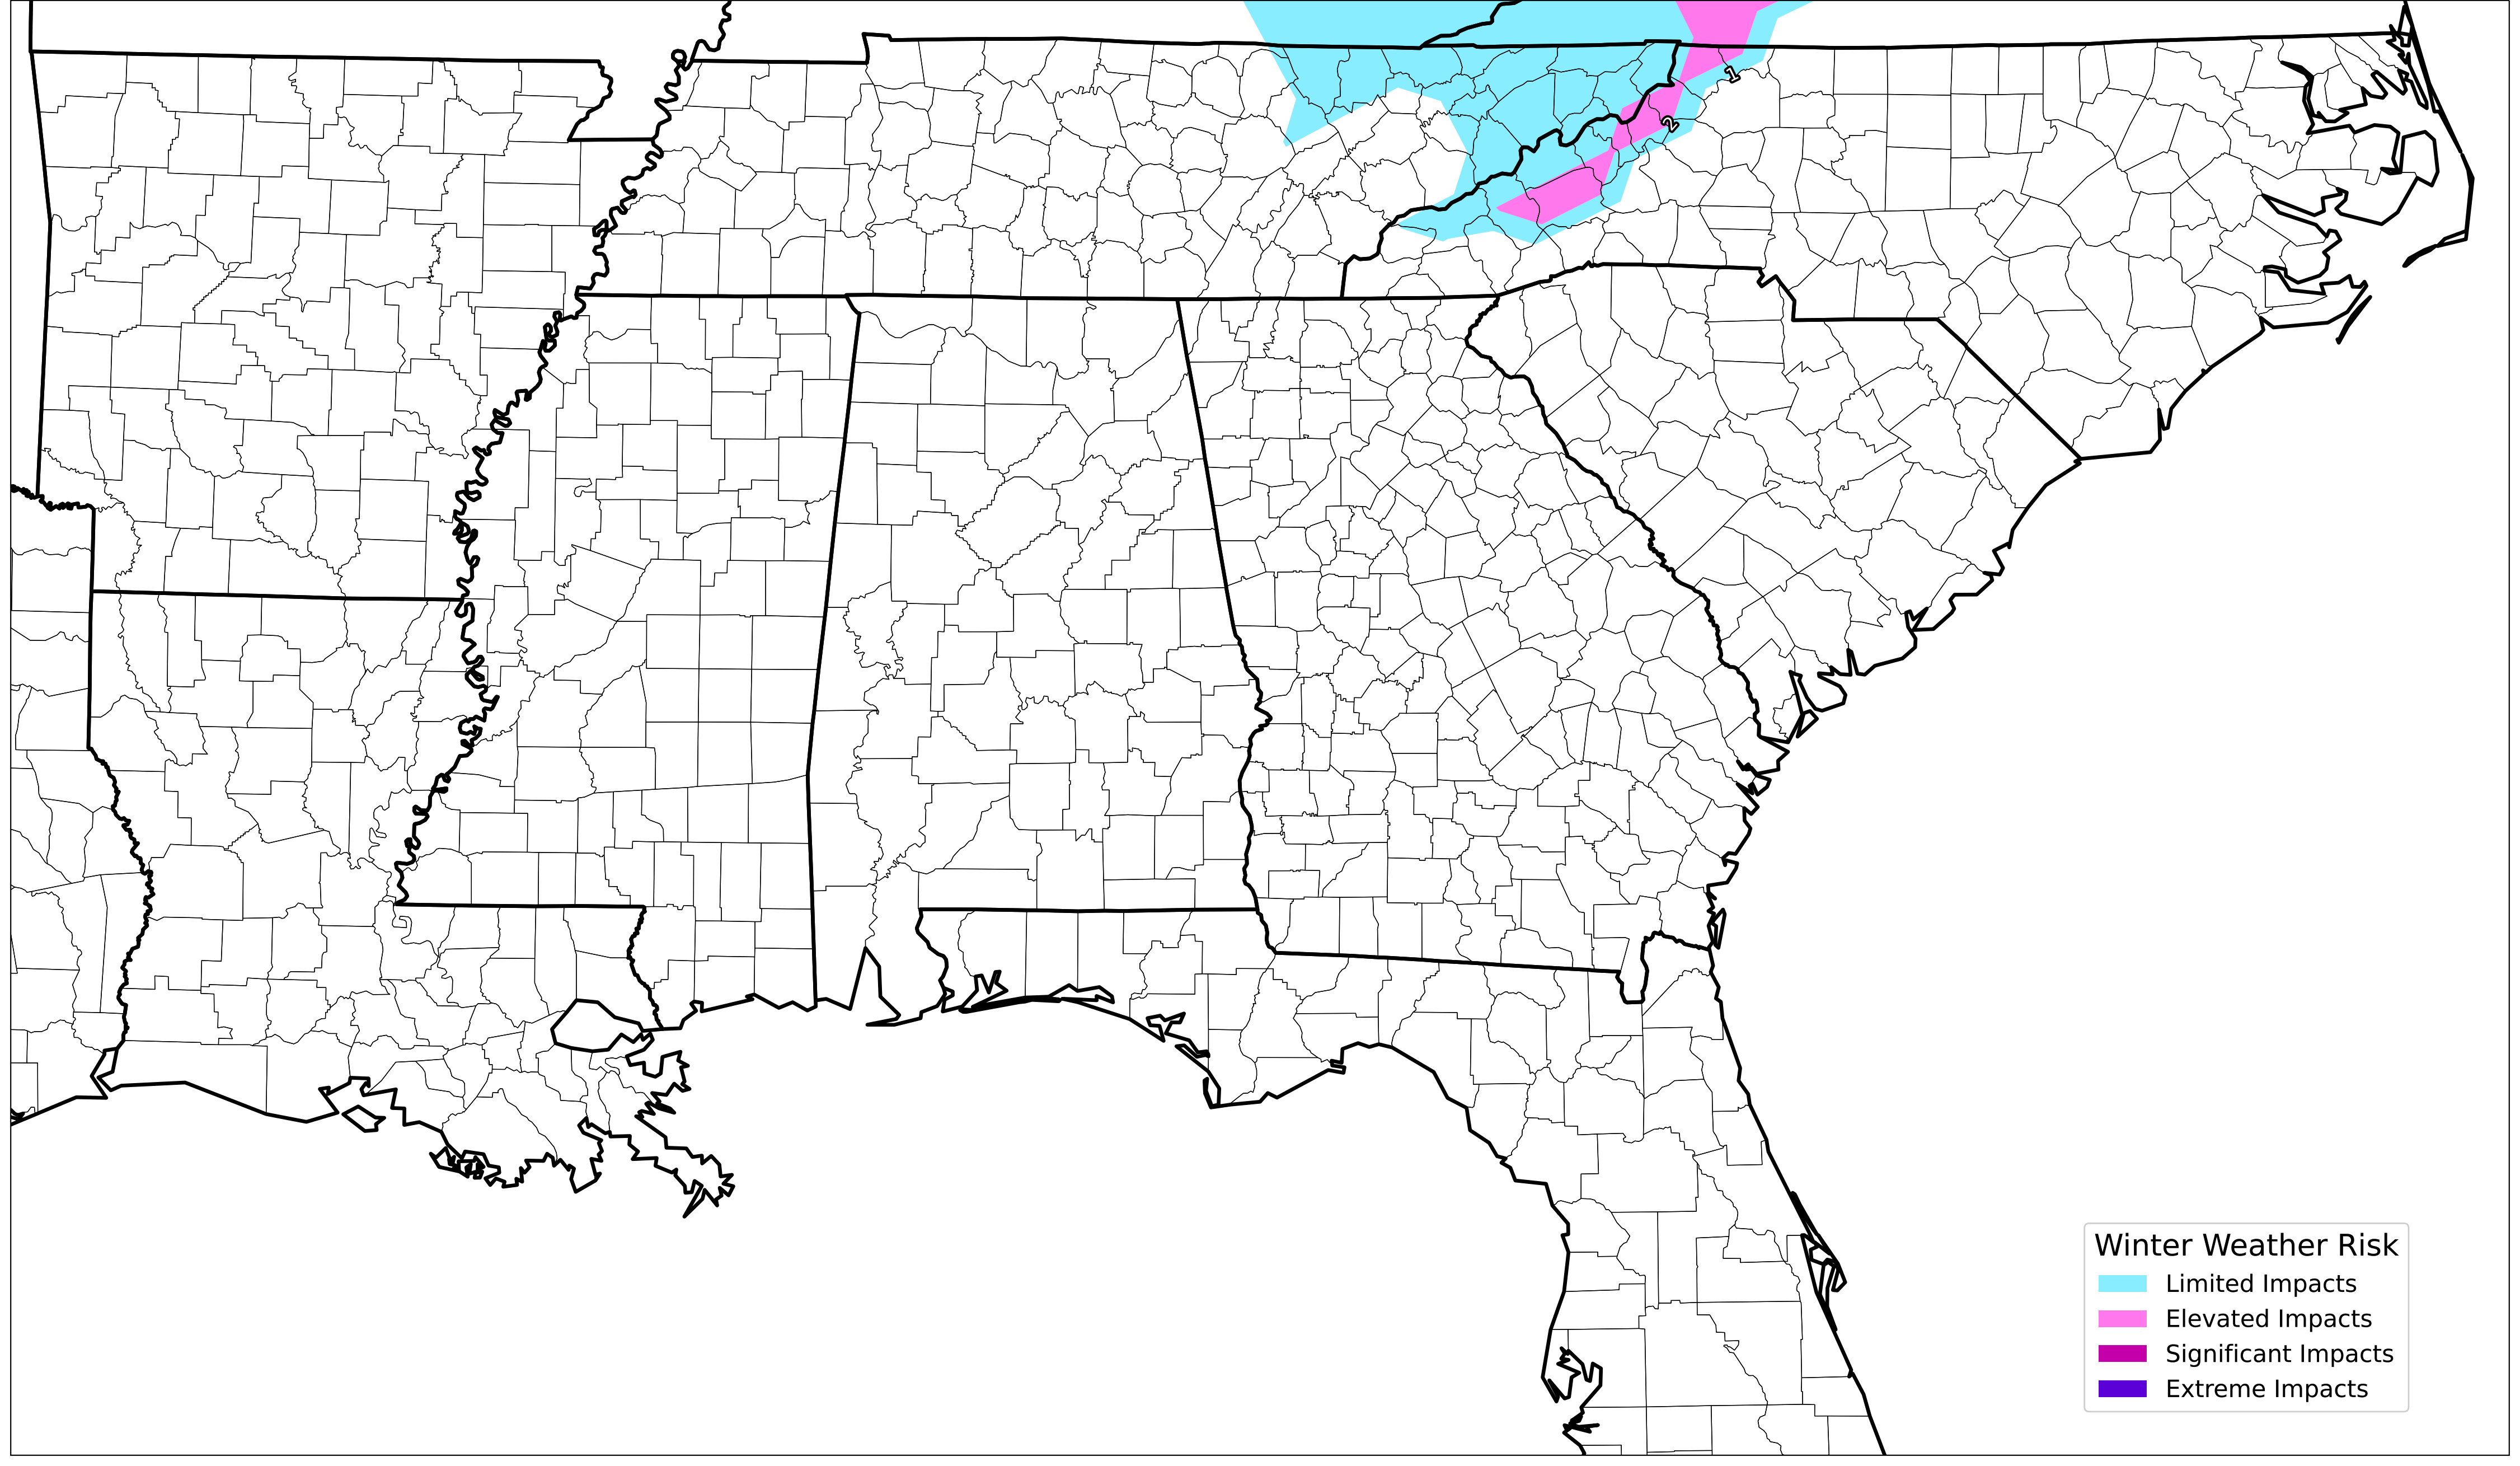 1
2
Winter Weather Risk
Limited Impacts
Elevated Impacts
Significant Impacts
Extreme Impacts